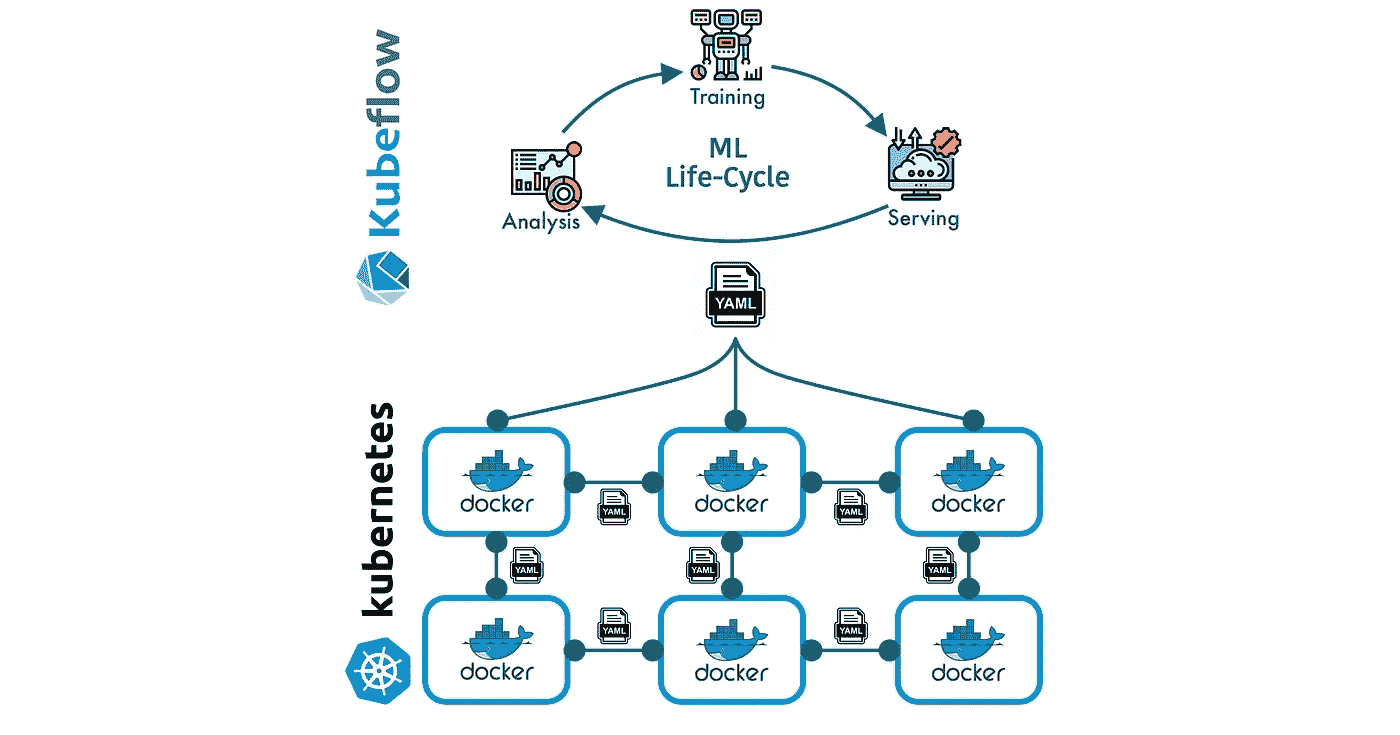 Kubeflow
Training
ML
Life-Cycle
Analysis
Serving
YAML
kubernetes
docker
docker
docker
YAML
YAML
YAML
YAML
YAML
YAML
YAML
docker
docker
docker